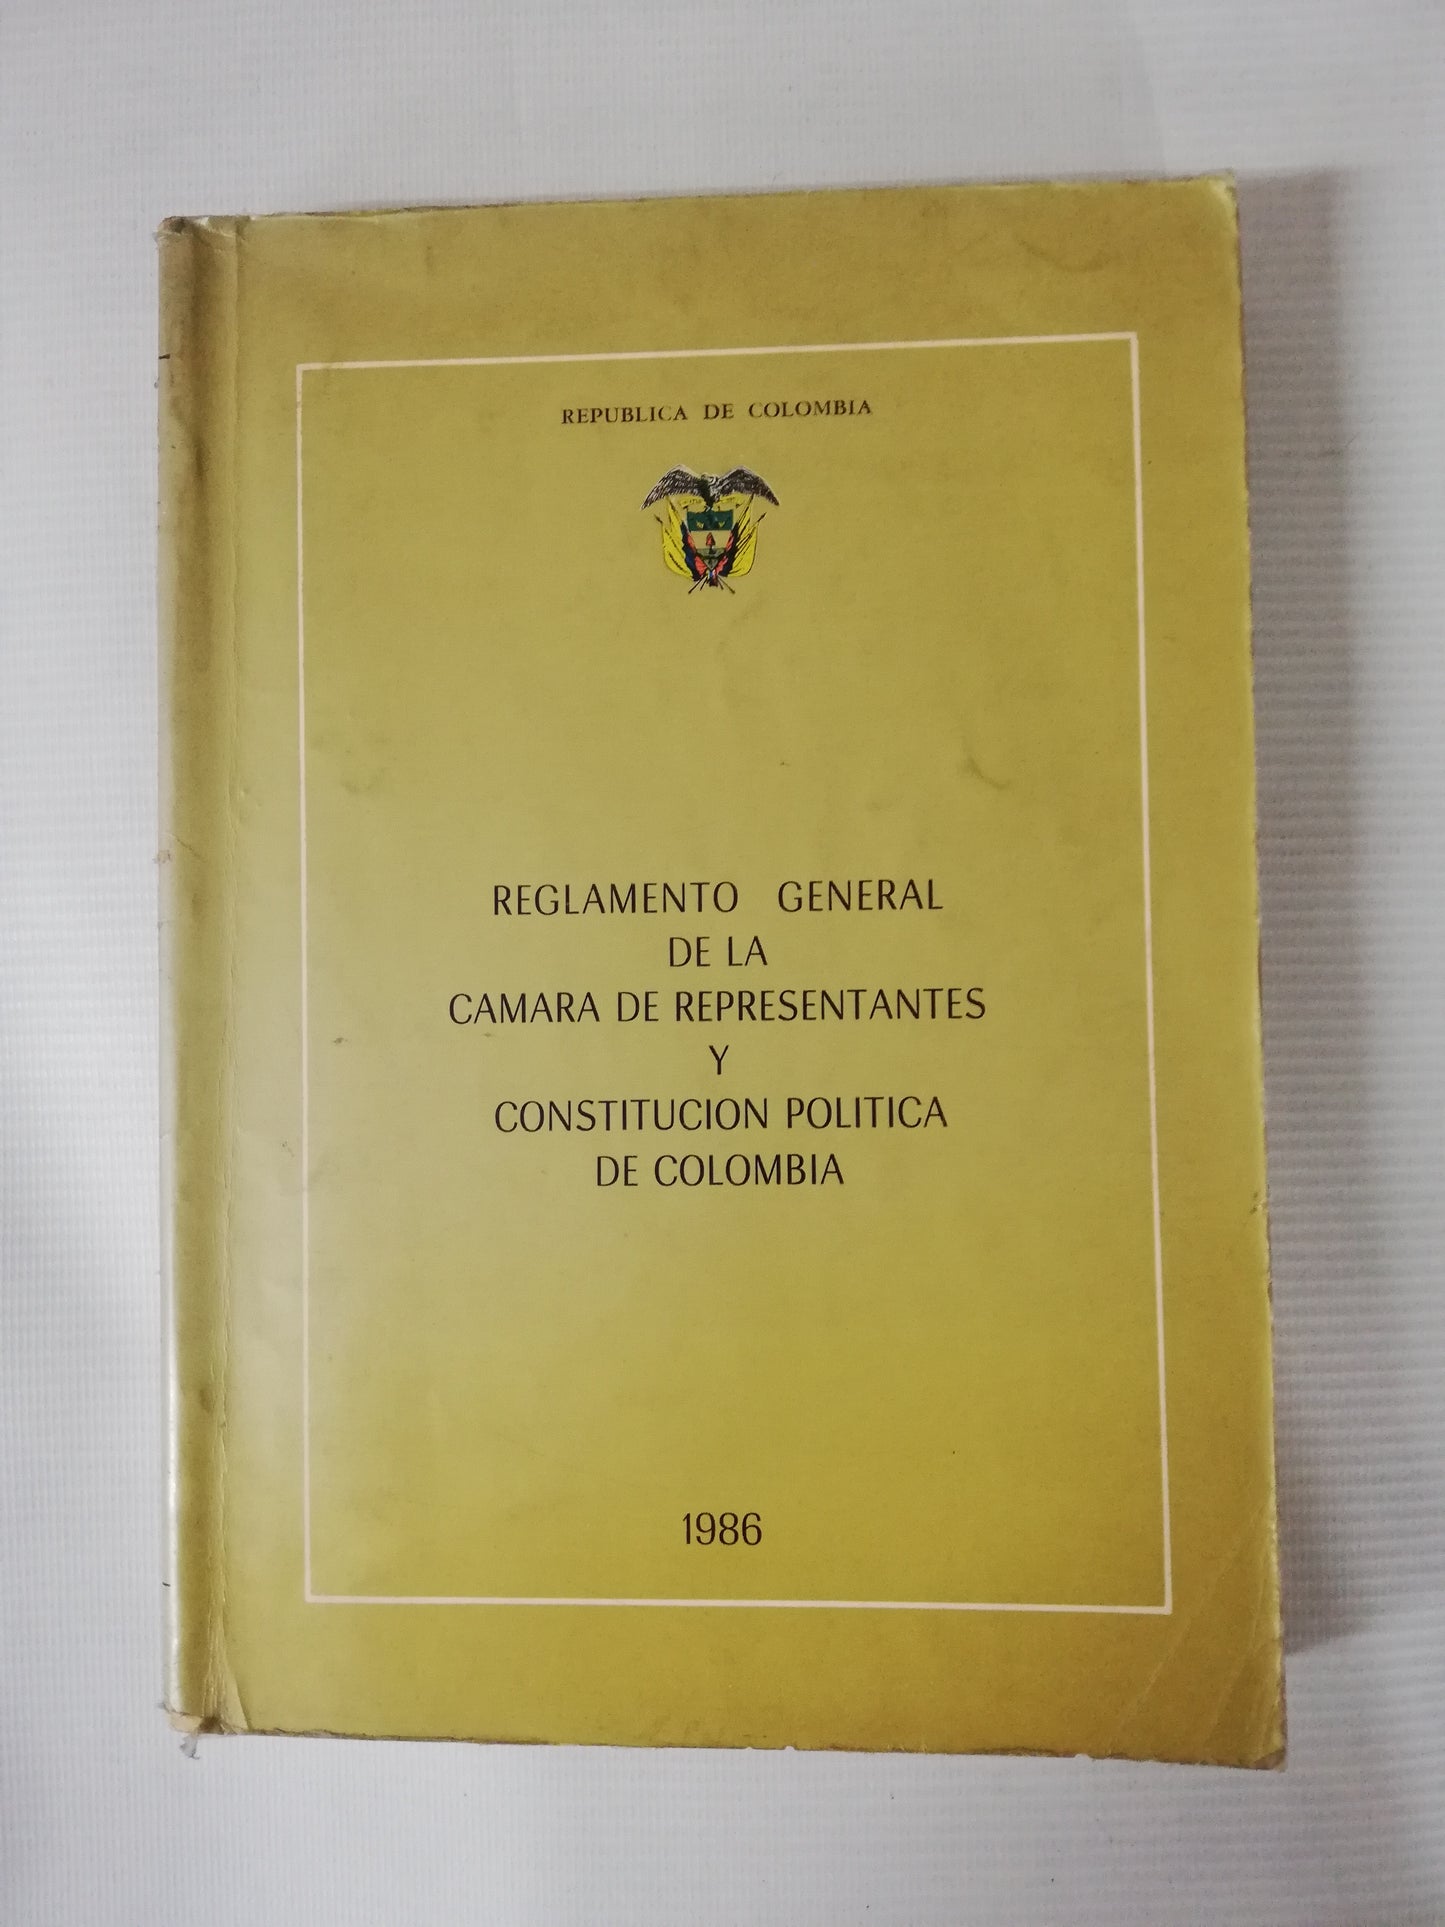 REPUBLICA DE COLOMBIA
REGLAMENTO GENERAL
DE LA
CAMARA DE REPRESENTANTES
Y
CONSTITUCION POLITICA
DE COLOMBIA
1986